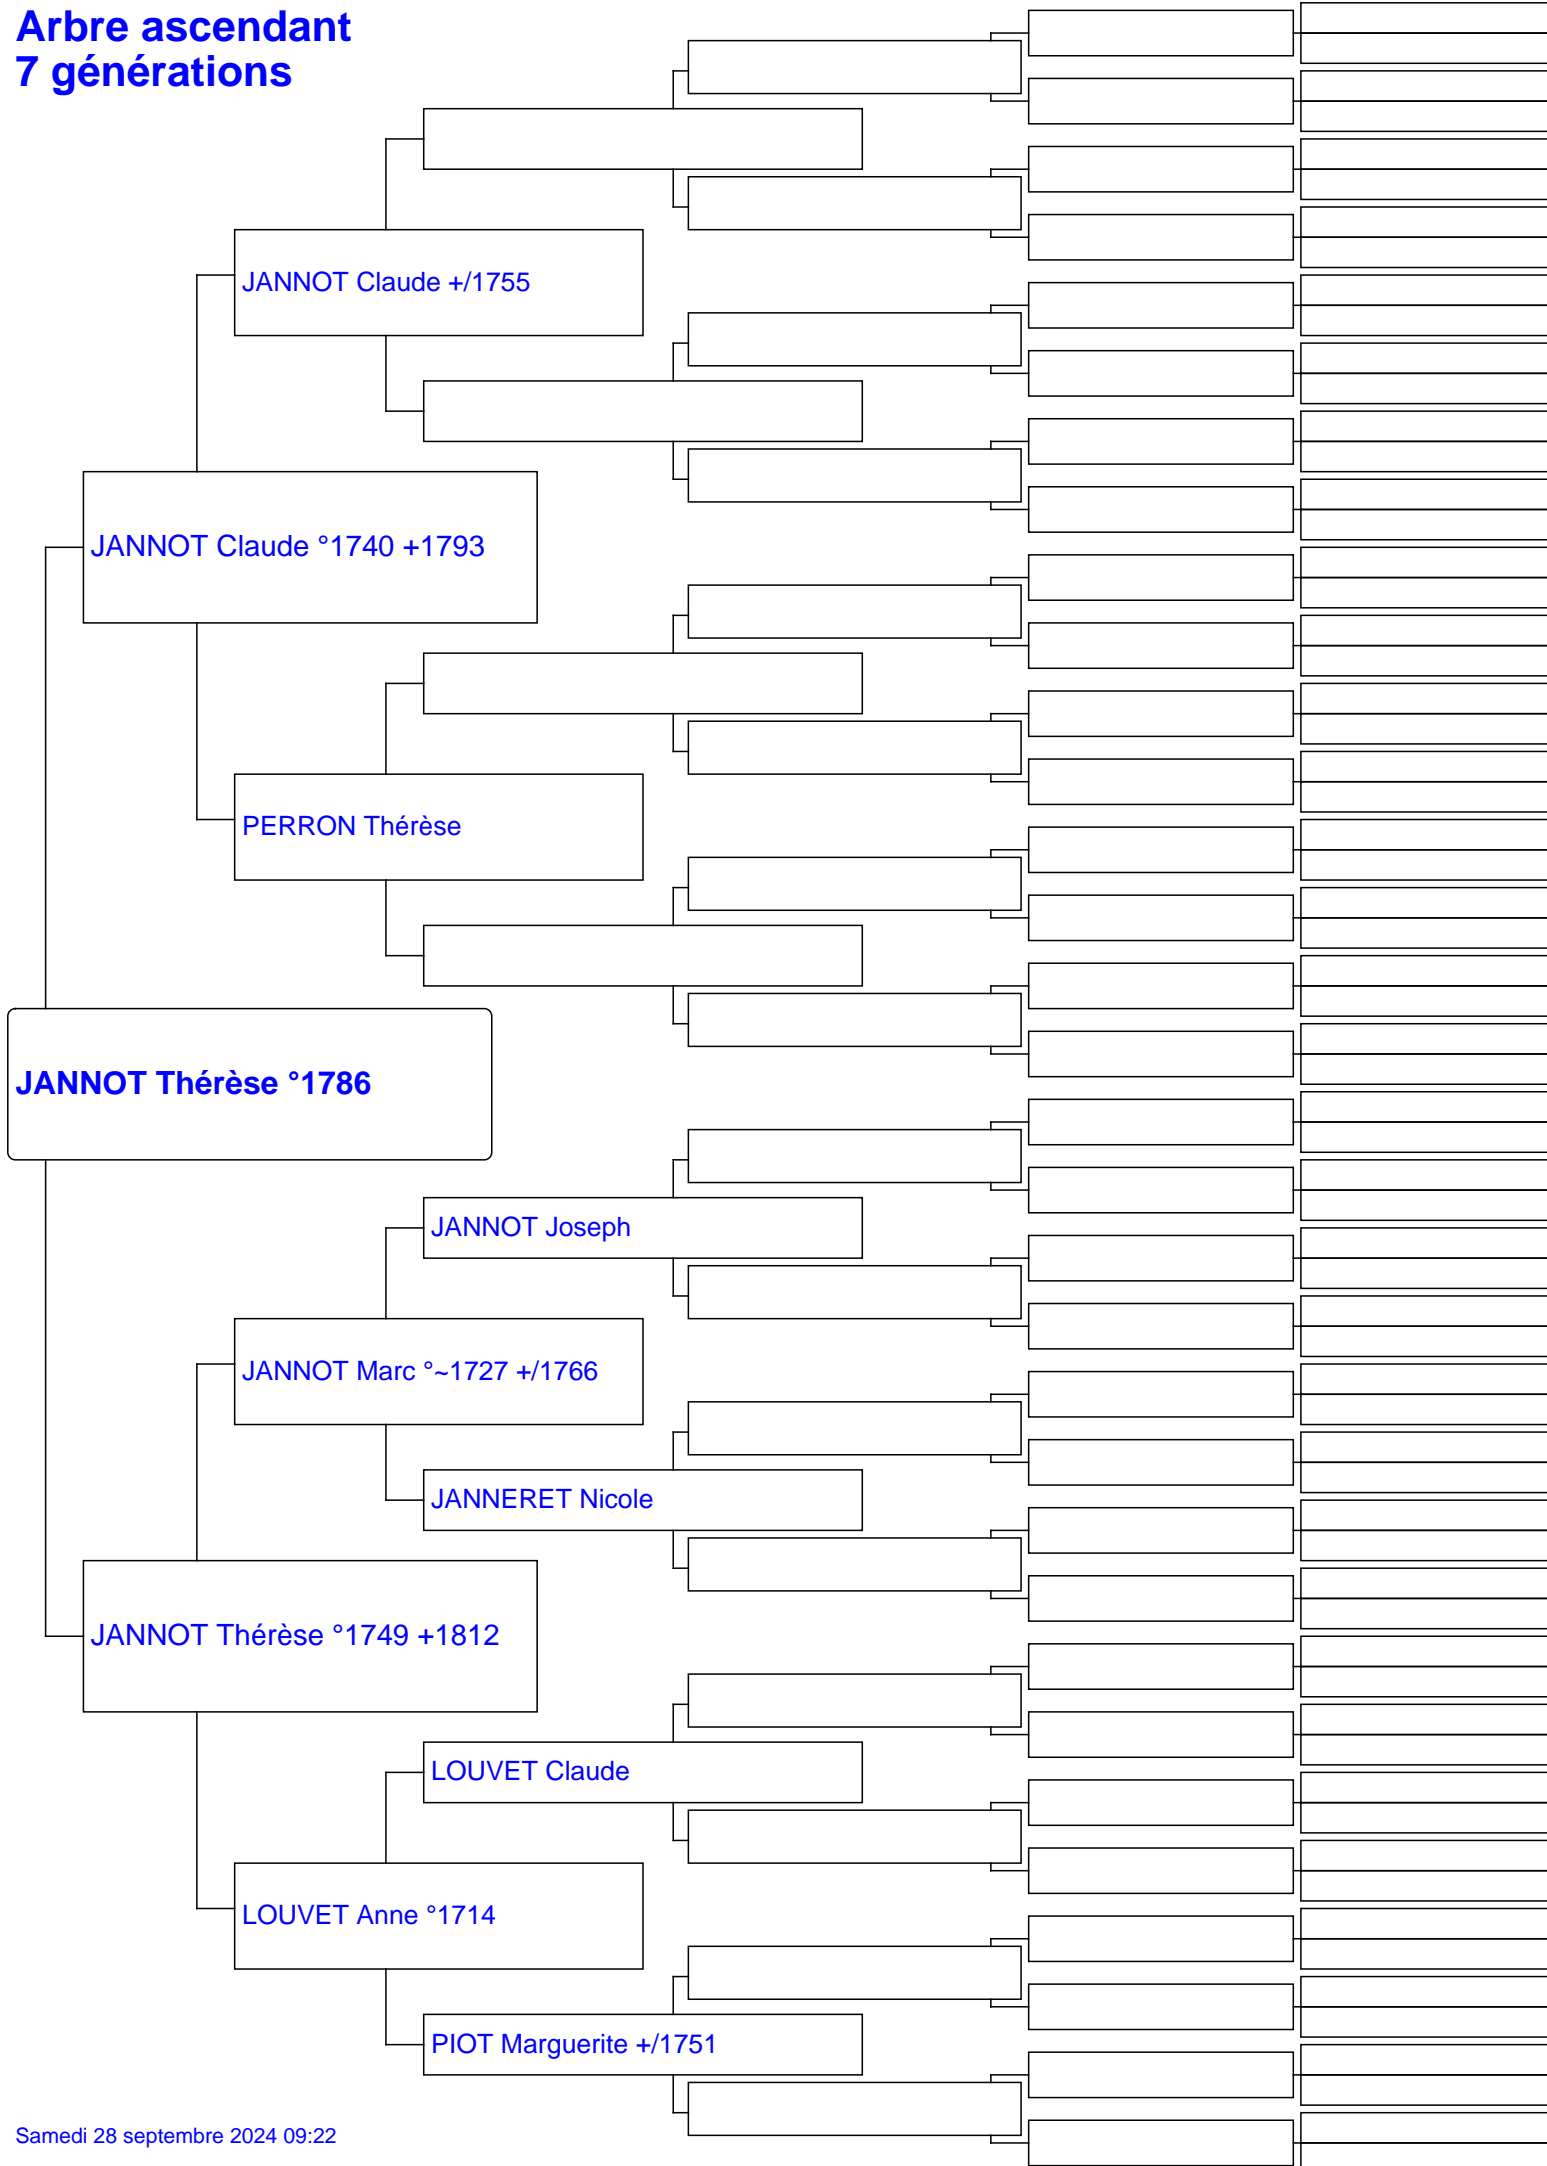 Arbre ascendant
7 générations
JANNOT Claude +/1755
JANNOT Claude °1740 +1793
PERRON Thérèse
JANNOT Thérèse °1786
JANNOT Joseph
JANNOT Marc °~1727 +/1766
JANNERET Nicole
JANNOT Thérèse °1749 +1812
LOUVET Claude
LOUVET Anne °1714
PIOT Marguerite +/1751
Samedi 28 septembre 2024 09:22